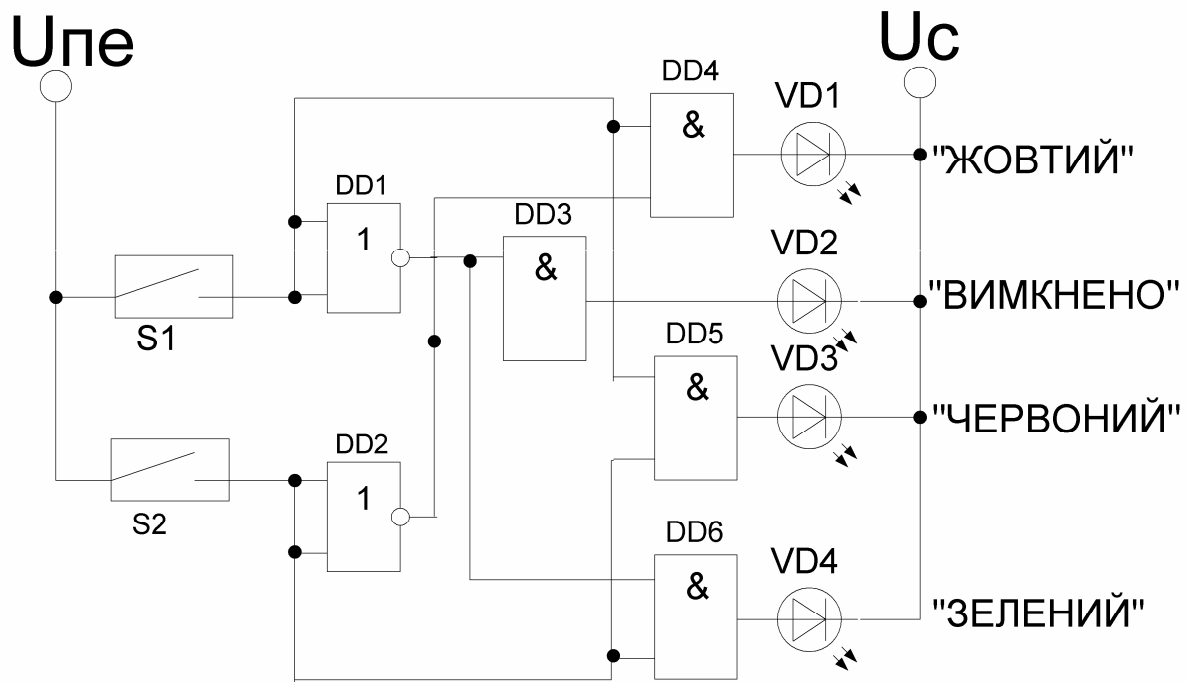 Uпе
Uc
DD4
&
VD1
"ЖОВТИЙ"
DD1
1
DD3
&
VD2
"ВИМКНЕНО"
S1
DD5
&
VD3
"ЧЕРВОНИЙ"
DD2
1
S2
DD6
&
VD4
"ЗЕЛЕНИЙ"